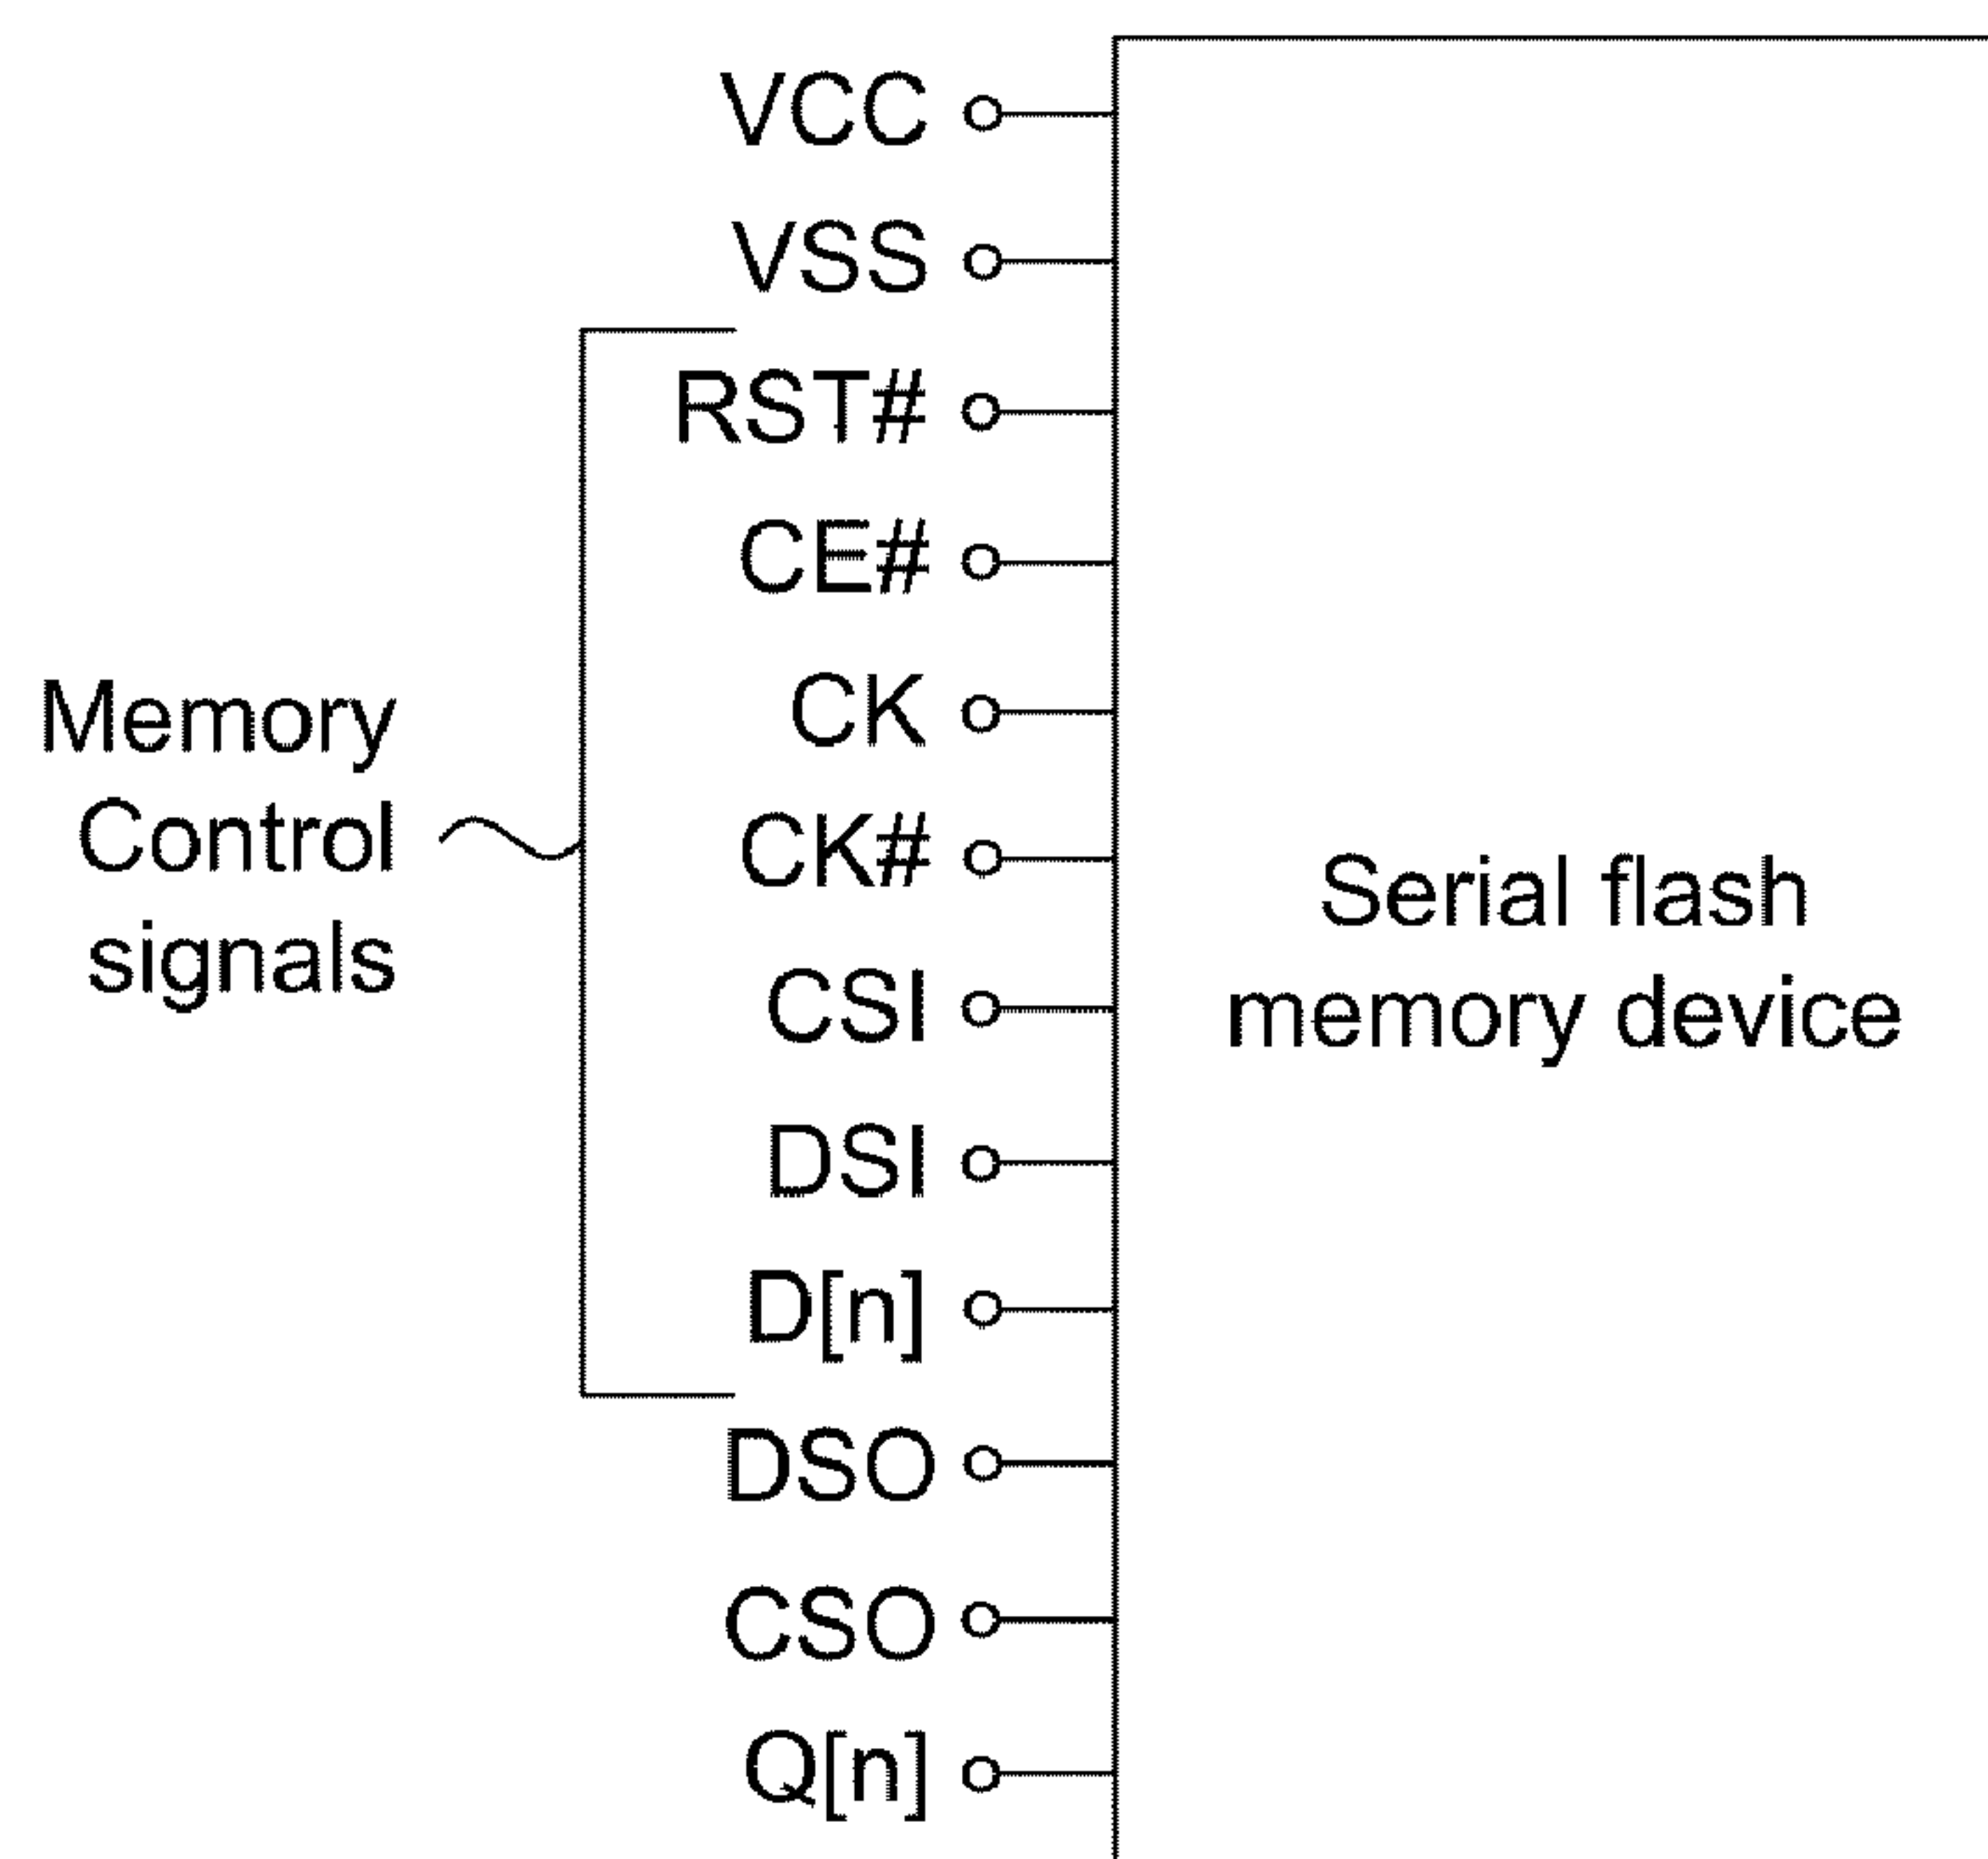 VCC
VSS
RST#
CE#
CK
CK#
CSI
DSI
D[n]
DSO
CSO
Q[n]
Memory
Control
signals
Serial flash
memory device